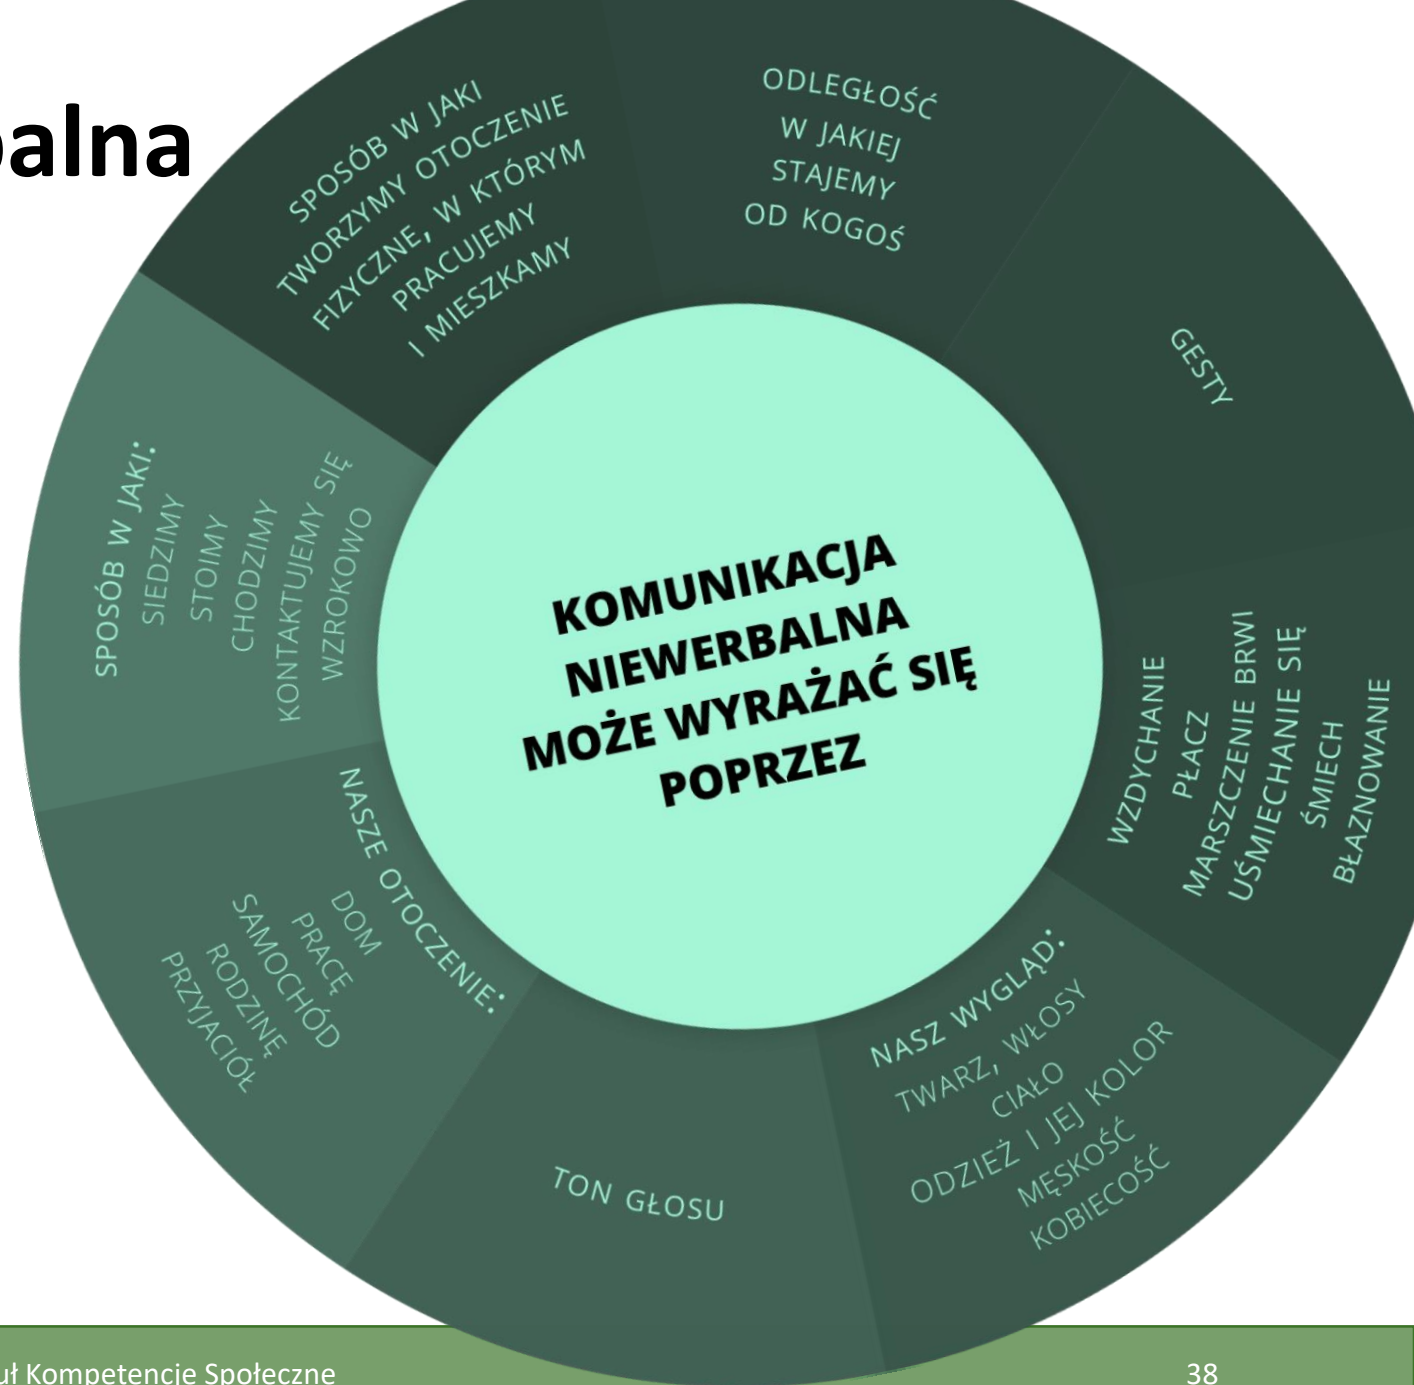 balna
SPOSÓB W JAKI
TWORZYMY OTOCZENIE
FIZYCZNE, W KTÓRYM
PRACUJEMY
I MIESZKAMY
ODLEGŁOŚĆ
W JAKIEJ
STAJEMY
OD KOGOŚ
GESTY
WZDYCHANIE
PŁACZ
MARSZCZENIE BRWI
UŚMIECHANIE SIĘ
ŚMIECH
BŁAZNOWANIE
NASZ WYGLĄD:
TWARZ, WŁOSY
CIAŁO
ODZIEŻ I JEJ KOLOR
MĘSKOŚĆ
KOBIECOŚĆ
TON GŁOSU
NASZE OTOCZENIE:
DOM
PRACĘ
SAMOCHÓD
RODZINĘ
PRZYJACIÓŁ
SPOSÓB W JAKI:
SIEDZIMY
STOIMY
CHODZIMY
KONTAKTUJEMY SIĘ
WZROKOWO
KOMUNIKACJA
NIEWERBALNA
MOŻE WYRAŻAĆ SIĘ
POPRZEZ
uł Kompetencje Społeczne
38